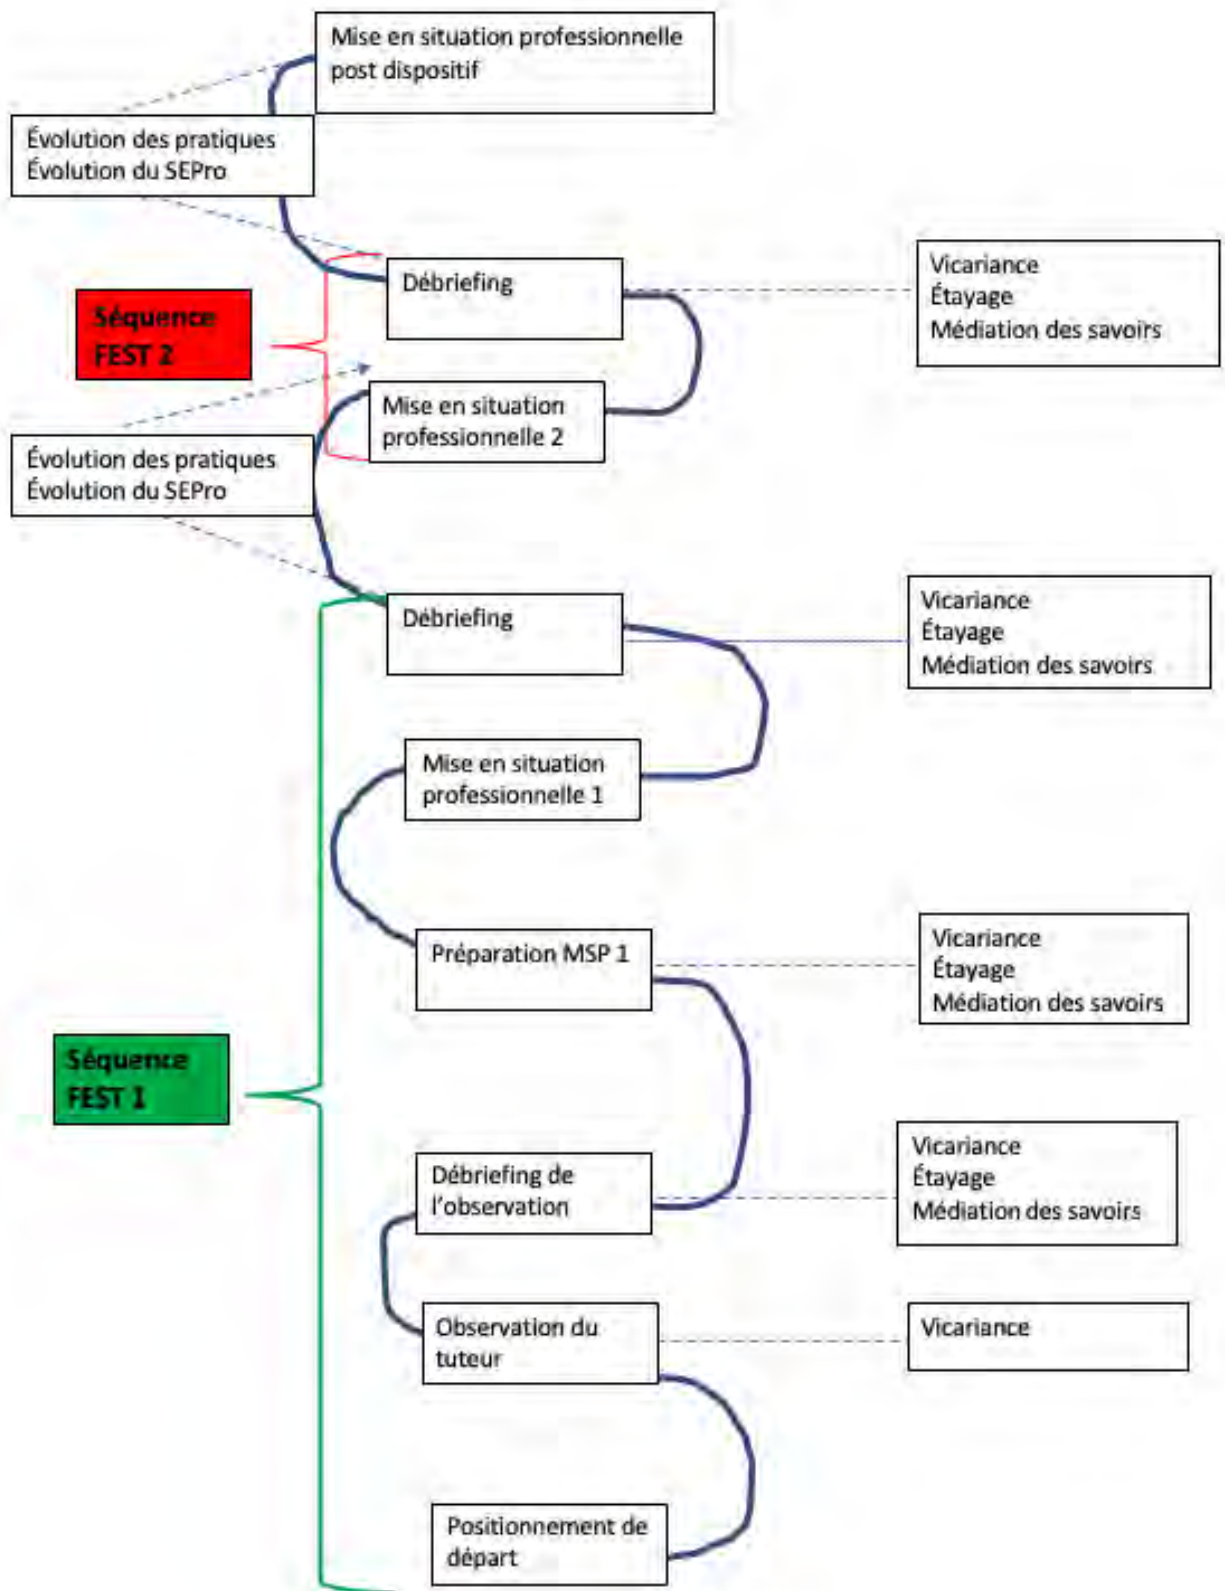 Mise en situation professionnelle
post dispositif
Évolution des pratiques
Évolution du SEPro
Débriefing
Vicariance
Étayage
Médiation des savoirs
Séquence
FEST 2
Mise en situation
professionnelle 2
Évolution des pratiques
Évolution du SEPro
Débriefing
Vicariance
Étayage
Médiation des savoirs
Mise en situation
professionnelle 1
Préparation MSP 1
Vicariance
Étayage
Médiation des savoirs
Séquence
FEST 1
Débriefing de
l'observation
Vicariance
Étayage
Médiation des savoirs
Observation du
tuteur
Vicariance
Positionnement de
départ